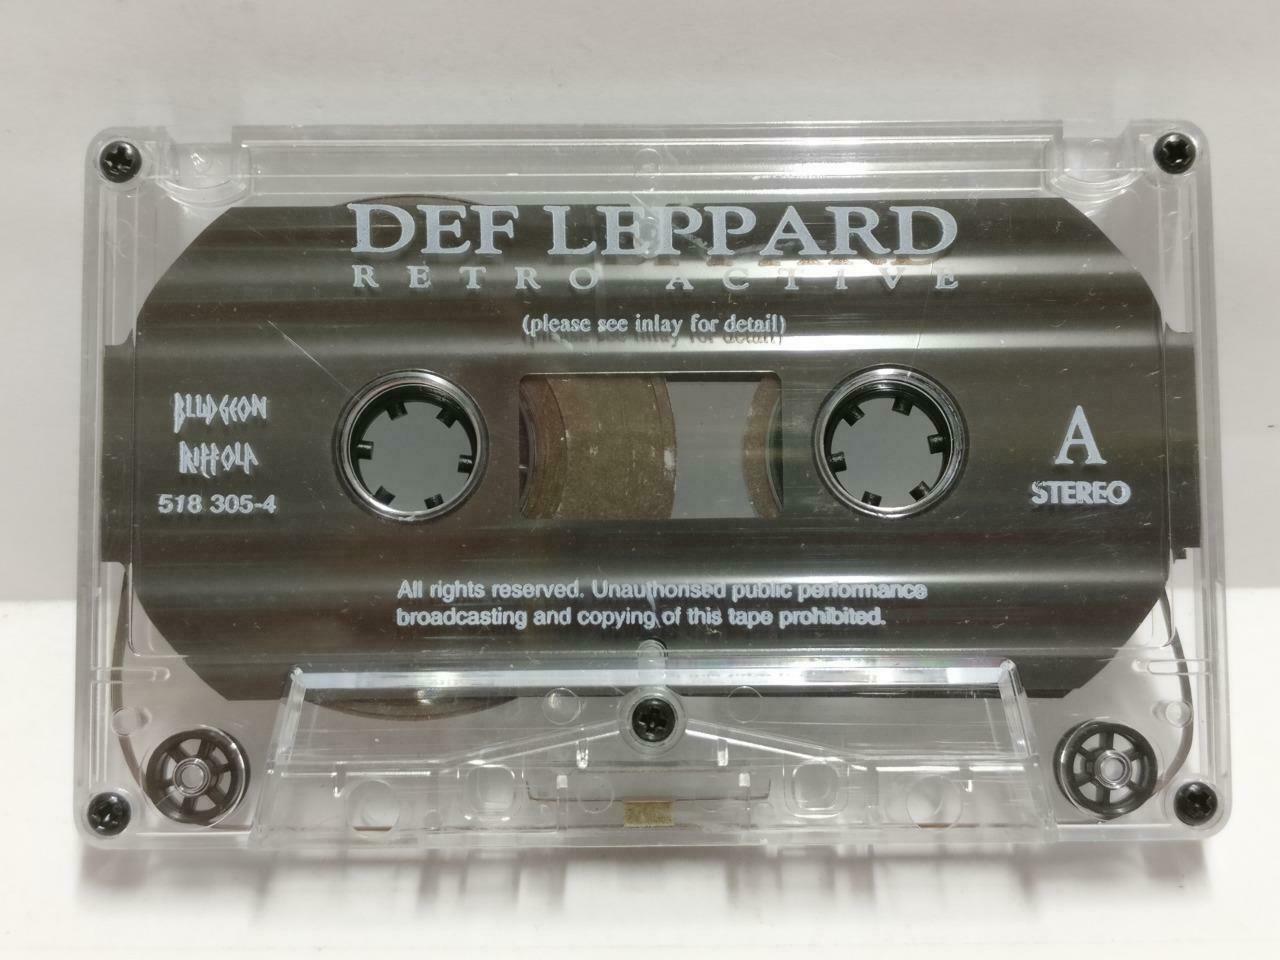 DEF LEPPARD
RETRO ACTIVE
(please see inlay for detail)
BLUDGEON
RIFFOLA
518 305-4
A
STEREO
All rights reserved. Unauthorised public performance
broadcasting and copying of this tape prohibited.